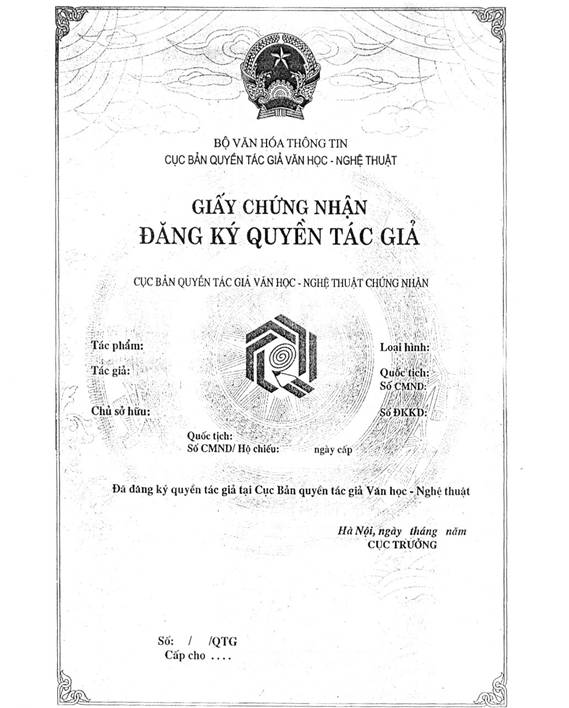 BỘ VĂN HÓA THÔNG TIN
CỤC BẢN QUYỀN TÁC GIẢ VĂN HỌC - NGHỆ THUẬT
GIẤY CHỨNG NHẬN
ĐĂNG KÝ QUYỀN TÁC GIẢ
CỤC BẢN QUYỀN TÁC GIẢ VĂN HỌC - NGHỆ THUẬT CHỨNG NHẬN
Tác phẩm: Loại hình:
Tác giả: Quốc tịch:
Số CMND:
Chủ sở hữu: Số ĐKKD:
Quốc tịch:
Số CMND/ Hộ chiếu: ngày cấp
Đã đăng ký quyền tác giả tại Cục Bản quyền tác giả Văn học - Nghệ thuật
Hà Nội, ngày tháng năm
CỤC TRƯỞNG
Số: / /QTG
Cấp cho . . . .